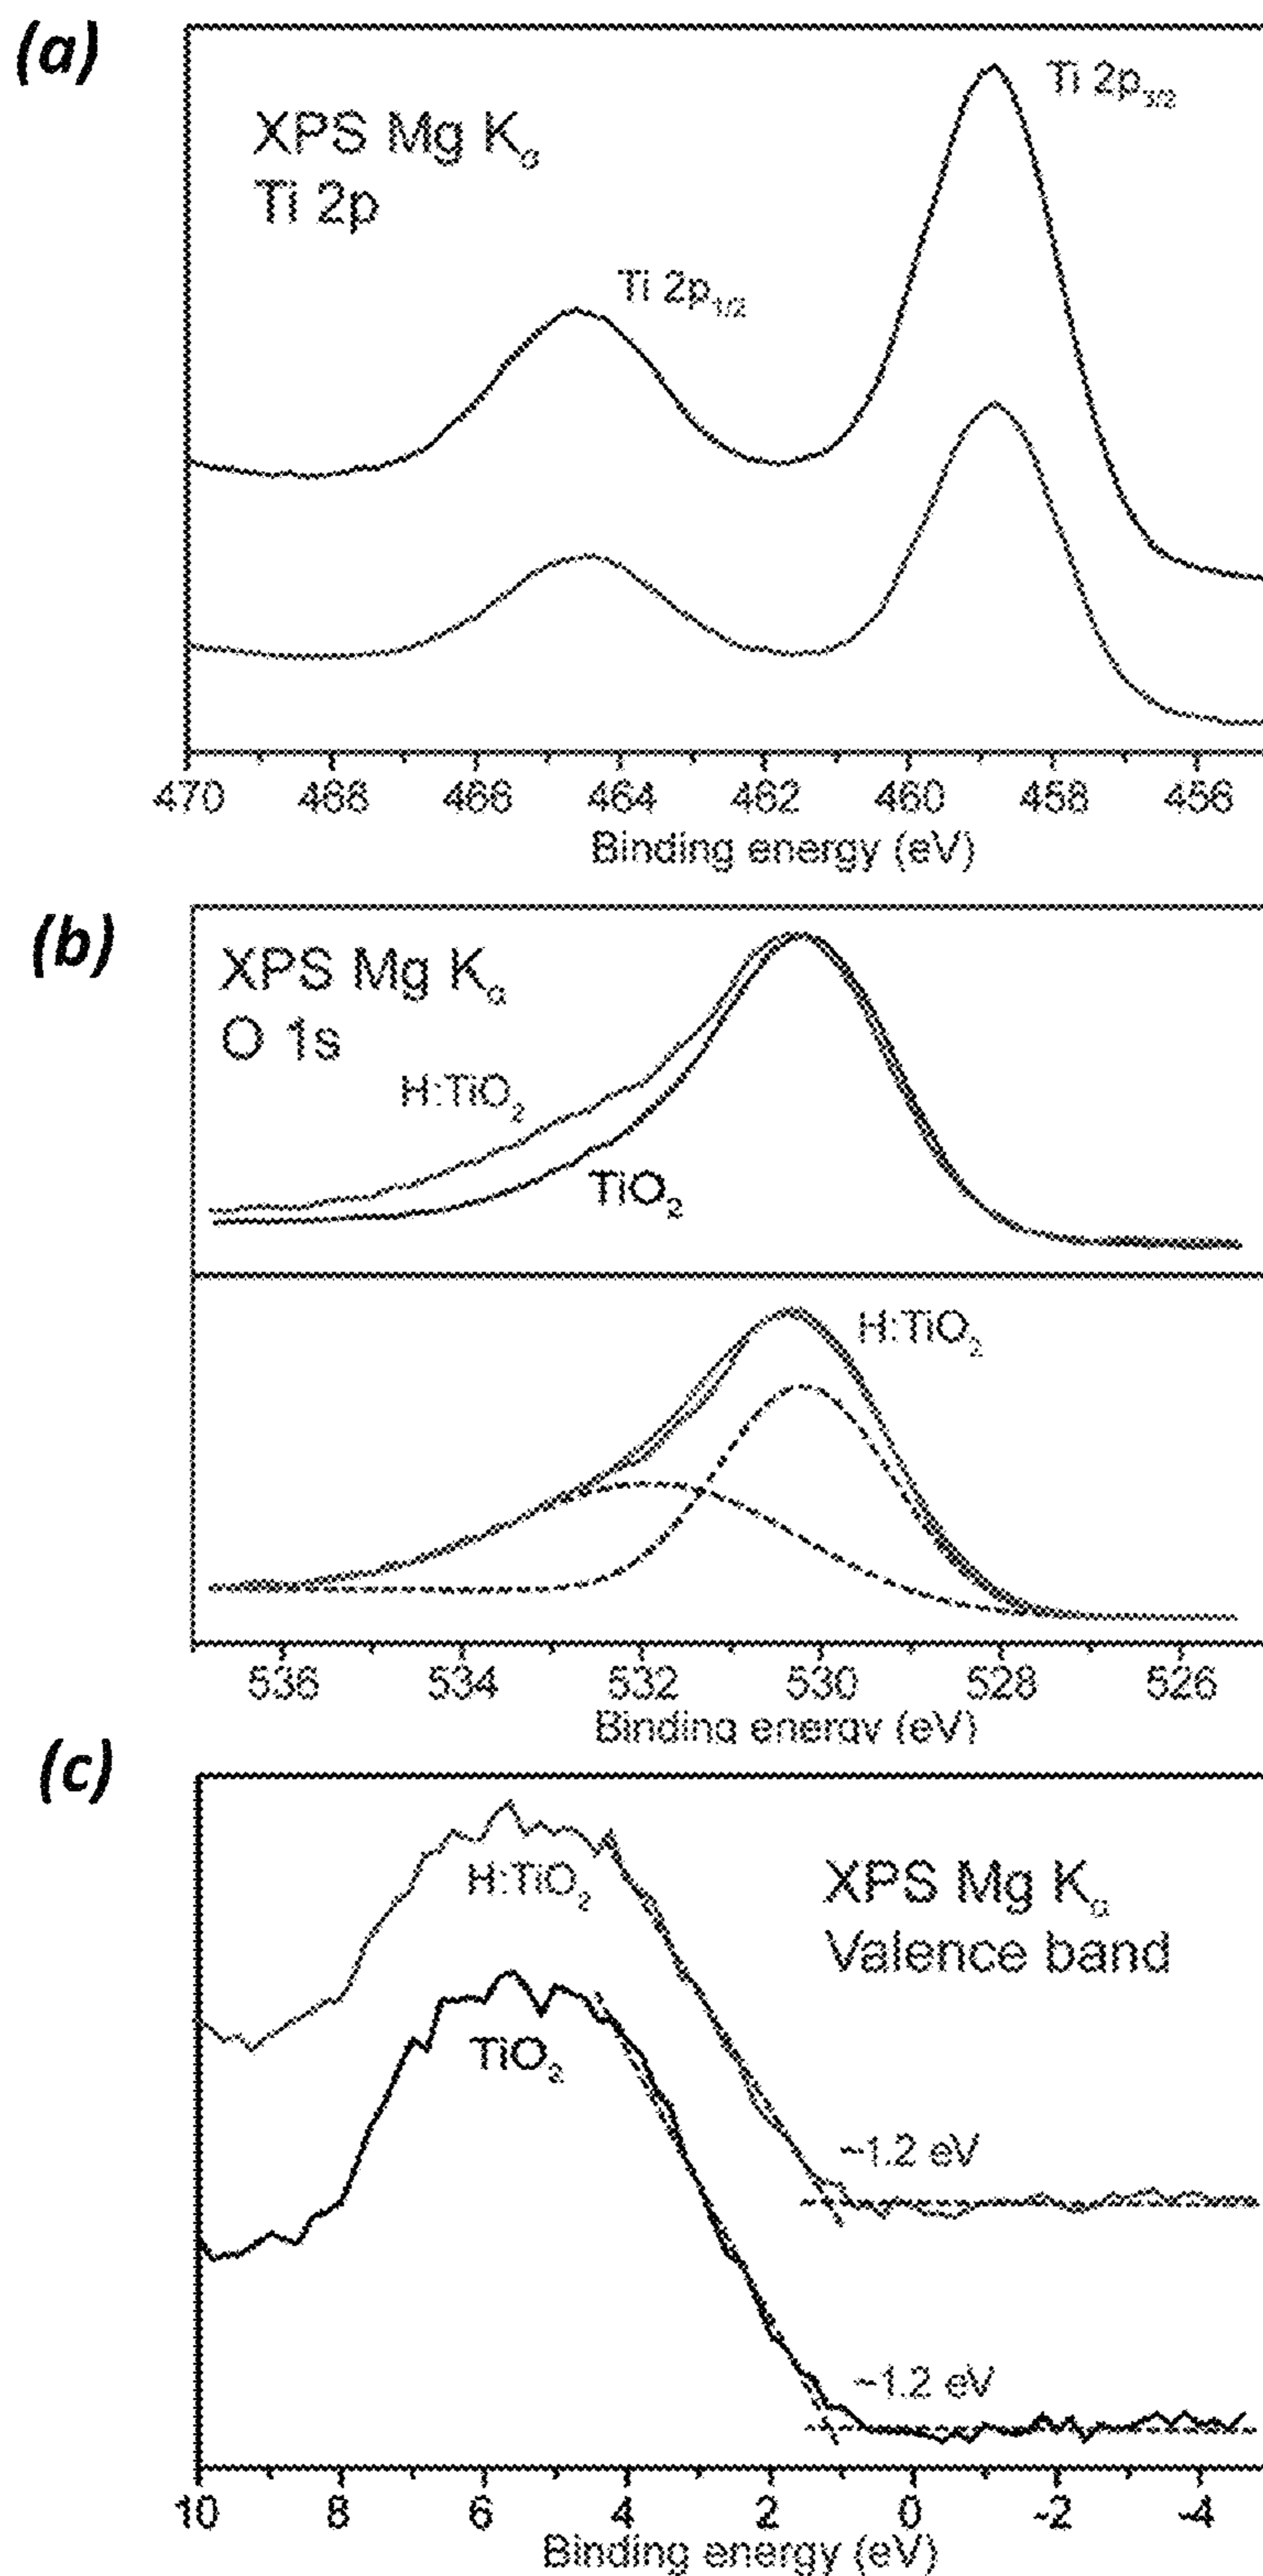 (a)
XPS Mg Kα
Ti 2p
Ti 2p3/2
Ti 2p1/2
470 468 466 464 462 460 458 456
Binding energy (eV)
(b)
XPS Mg Kα
O 1s
H:TiO2
TiO2
H:TiO2
536 534 532 530 528 526
Binding energy (eV)
(c)
H:TiO2
XPS Mg Kα
Valence band
TiO2
~1.2 eV
~1.2 eV
10 8 6 4 2 0 -2 -4
Binding energy (eV)